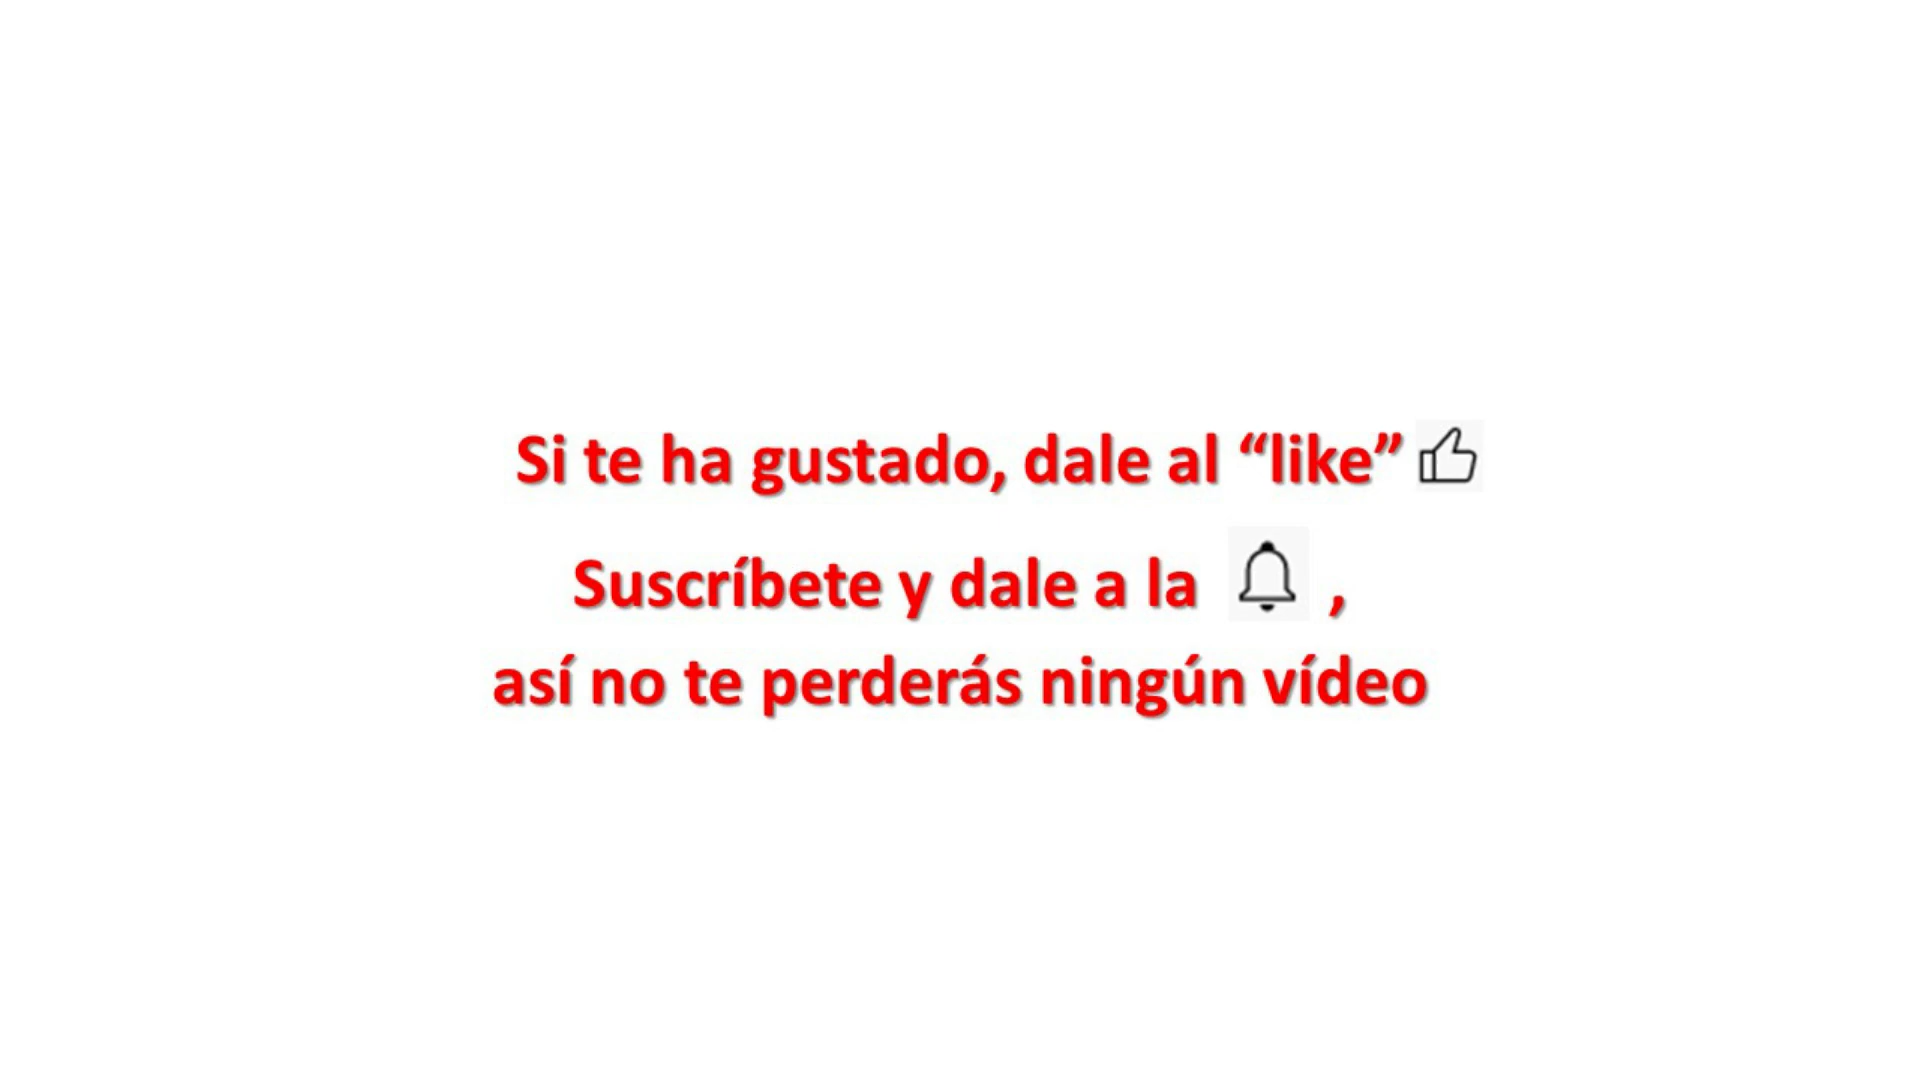 Si te ha gustado, dale al “like”
Suscríbete y dale a la ,
así no te perderás ningún vídeo